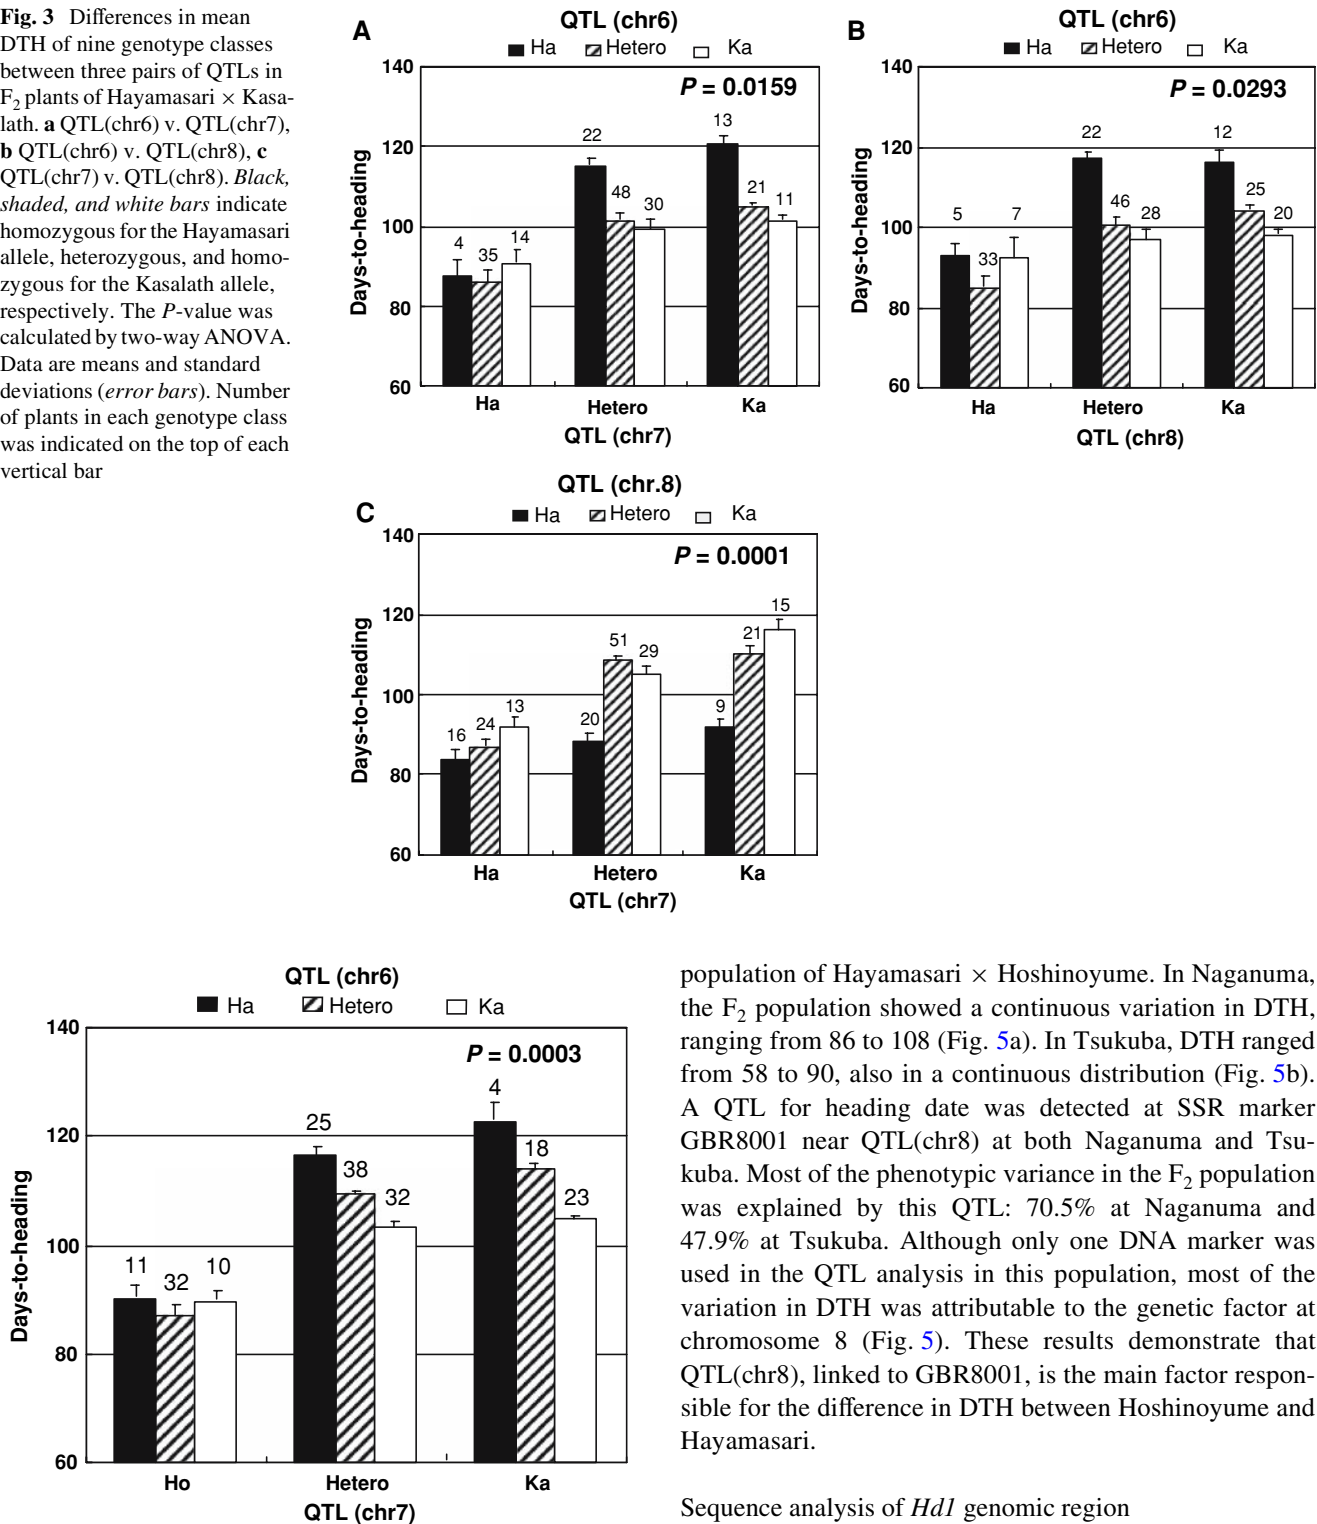 Fig. 3 Differences in mean
DTH of nine genotype classes
between three pairs of QTLs in
F2 plants of Hayamasari × Kasa-
lath. a QTL(chr6) v. QTL(chr7),
b QTL(chr6) v. QTL(chr8), c
QTL(chr7) v. QTL(chr8). Black,
shaded, and white bars indicate
homozygous for the Hayamasari
allele, heterozygous, and homo-
zygous for the Kasalath allele,
respectively. The P-value was
calculated by two-way ANOVA.
Data are means and standard
deviations (error bars). Number
of plants in each genotype class
was indicated on the top of each
vertical bar
A
QTL (chr6)
Ha Hetero Ka
P = 0.0159
140
120
100
80
60
Days-to-heading
4 35 14
22 48 30
13 21 11
Ha Hetero Ka
QTL (chr7)
B
QTL (chr6)
Ha Hetero Ka
P = 0.0293
140
120
100
80
60
Days-to-heading
5 33 7
22 46 28
12 25 20
Ha Hetero Ka
QTL (chr8)
C
QTL (chr.8)
Ha Hetero Ka
P = 0.0001
140
120
100
80
60
Days-to-heading
16 24 13
20 51 29
9 21 15
Ha Hetero Ka
QTL (chr7)
QTL (chr6)
Ha Hetero Ka
P = 0.0003
140
120
100
80
60
Days-to-heading
11 32 10
25 38 32
4 18 23
Ho Hetero Ka
QTL (chr7)
population of Hayamasari × Hoshinoyume. In Naganuma,
the F2 population showed a continuous variation in DTH,
ranging from 86 to 108 (Fig. 5a). In Tsukuba, DTH ranged
from 58 to 90, also in a continuous distribution (Fig. 5b).
A QTL for heading date was detected at SSR marker
GBR8001 near QTL(chr8) at both Naganuma and Tsu-
kuba. Most of the phenotypic variance in the F2 population
was explained by this QTL: 70.5% at Naganuma and
47.9% at Tsukuba. Although only one DNA marker was
used in the QTL analysis in this population, most of the
variation in DTH was attributable to the genetic factor at
chromosome 8 (Fig. 5). These results demonstrate that
QTL(chr8), linked to GBR8001, is the main factor respon-
sible for the difference in DTH between Hoshinoyume and
Hayamasari.
Sequence analysis of Hd1 genomic region